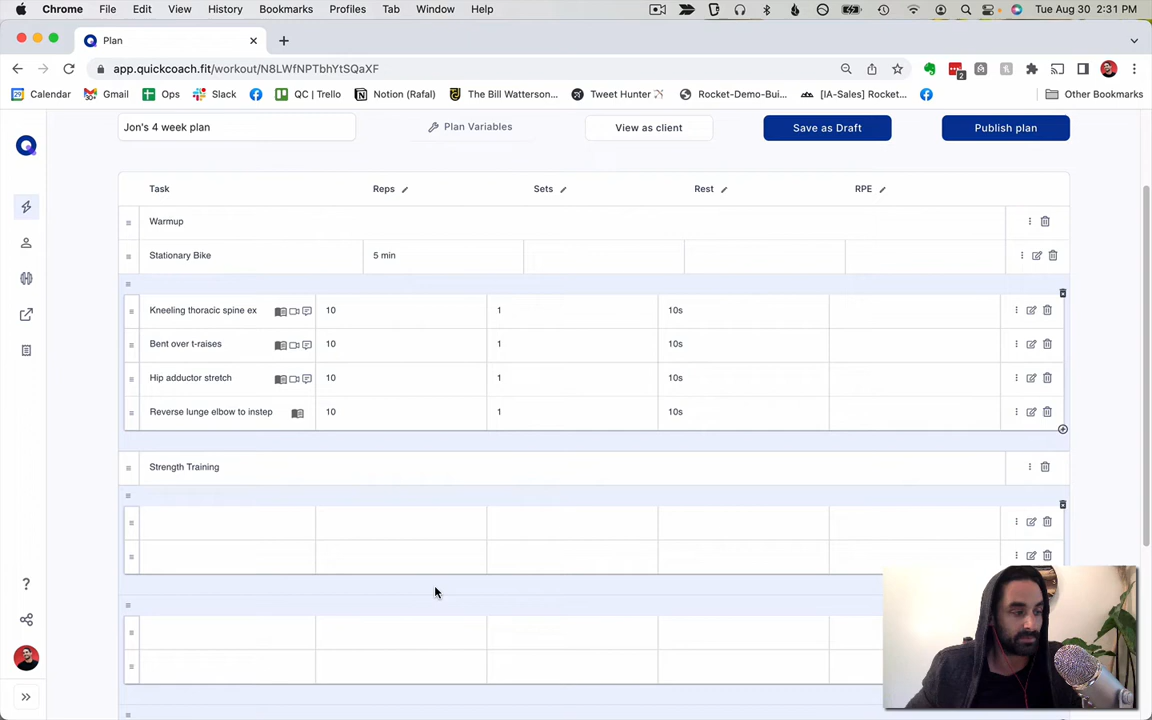 Chrome File Edit View History Bookmarks Profiles Tab Window Help Tue Aug 30 2:31 PM
Plan
app.quickcoach.fit/workout/N8LWfNPTbhYtSQaXF
2
Calendar Gmail Ops Slack QC | Trello Notion (Rafal) The Bill Watterson... Tweet Hunter Rocket-Demo-Bui... [IA-Sales] Rocket... Other Bookmarks
Jon's 4 week plan Plan Variables View as client Save as Draft Publish plan
Task Reps Sets Rest RPE
Warmup
Stationary Bike 5 min
Kneeling thoracic spine ex 10 1 10s
Bent over t-raises 10 1 10s
Hip adductor stretch 10 1 10s
Reverse lunge elbow to instep 10 1 10s
Strength Training